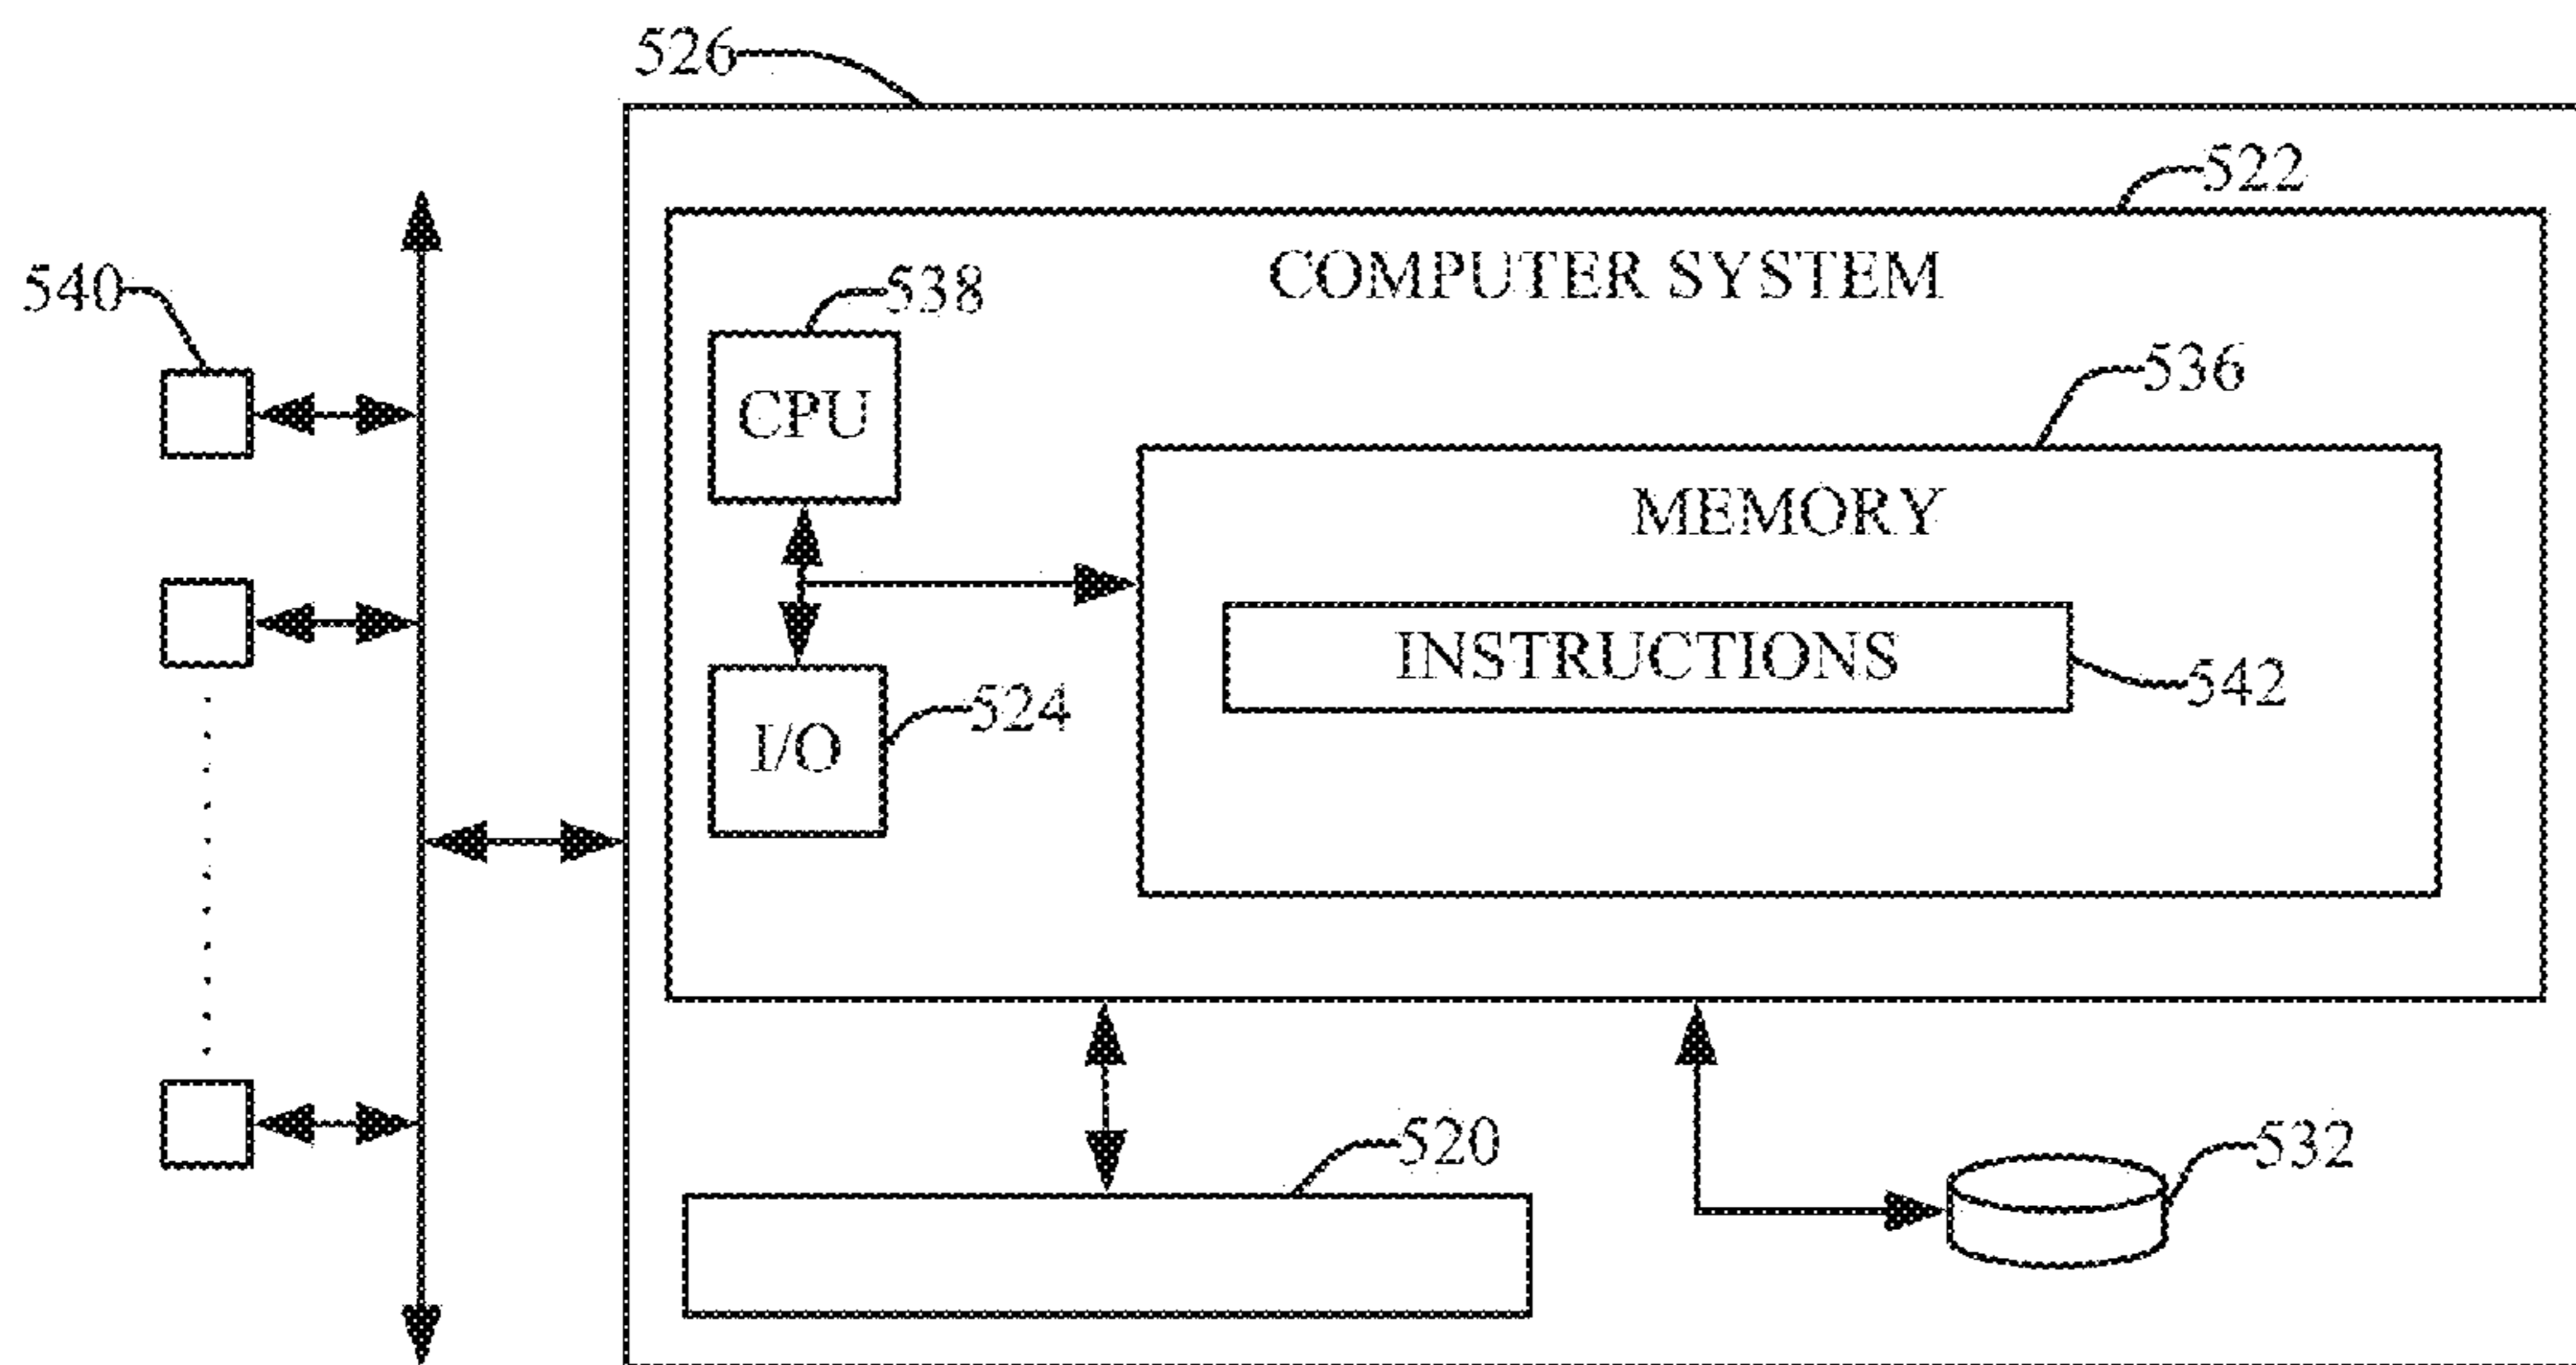 526
522
COMPUTER SYSTEM
540
538
536
CPU
MEMORY
INSTRUCTIONS
542
524
I/O
520
532